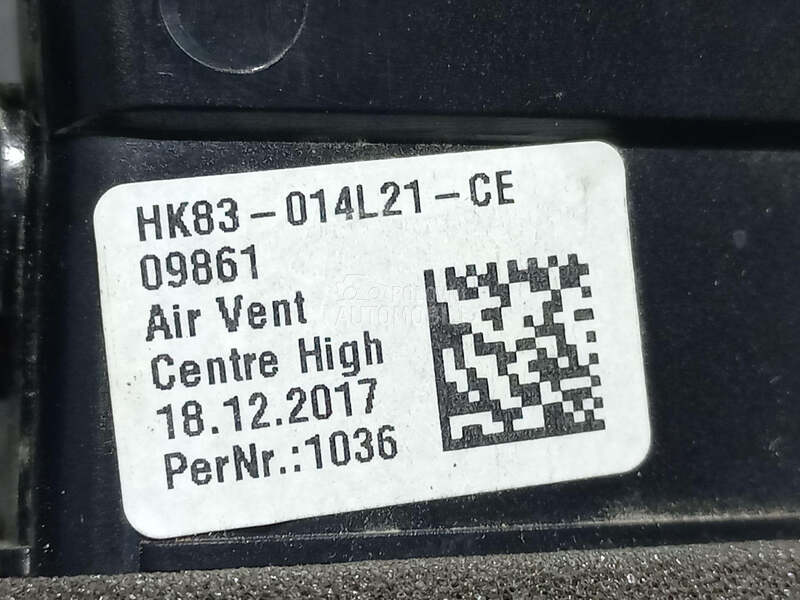 HK83-014L21-CE
09861
Air Vent
Centre High
18.12.2017
PerNr.:1036